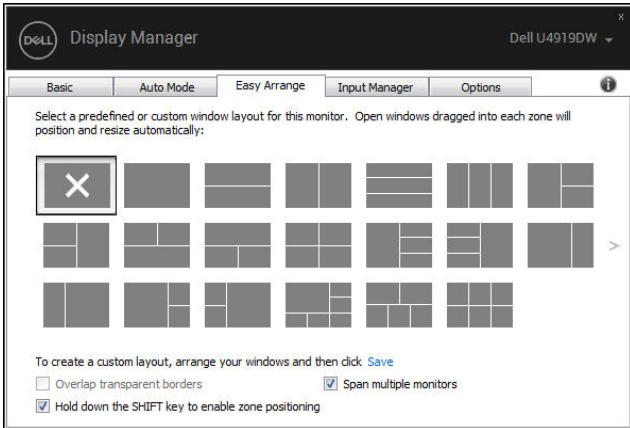 x
DELL Display Manager Dell U4919DW
Basic Auto Mode Easy Arrange Input Manager Options
Select a predefined or custom window layout for this monitor. Open windows dragged into each zone will
position and resize automatically:
>
To create a custom layout, arrange your windows and then click Save
Overlap transparent borders Span multiple monitors
Hold down the SHIFT key to enable zone positioning